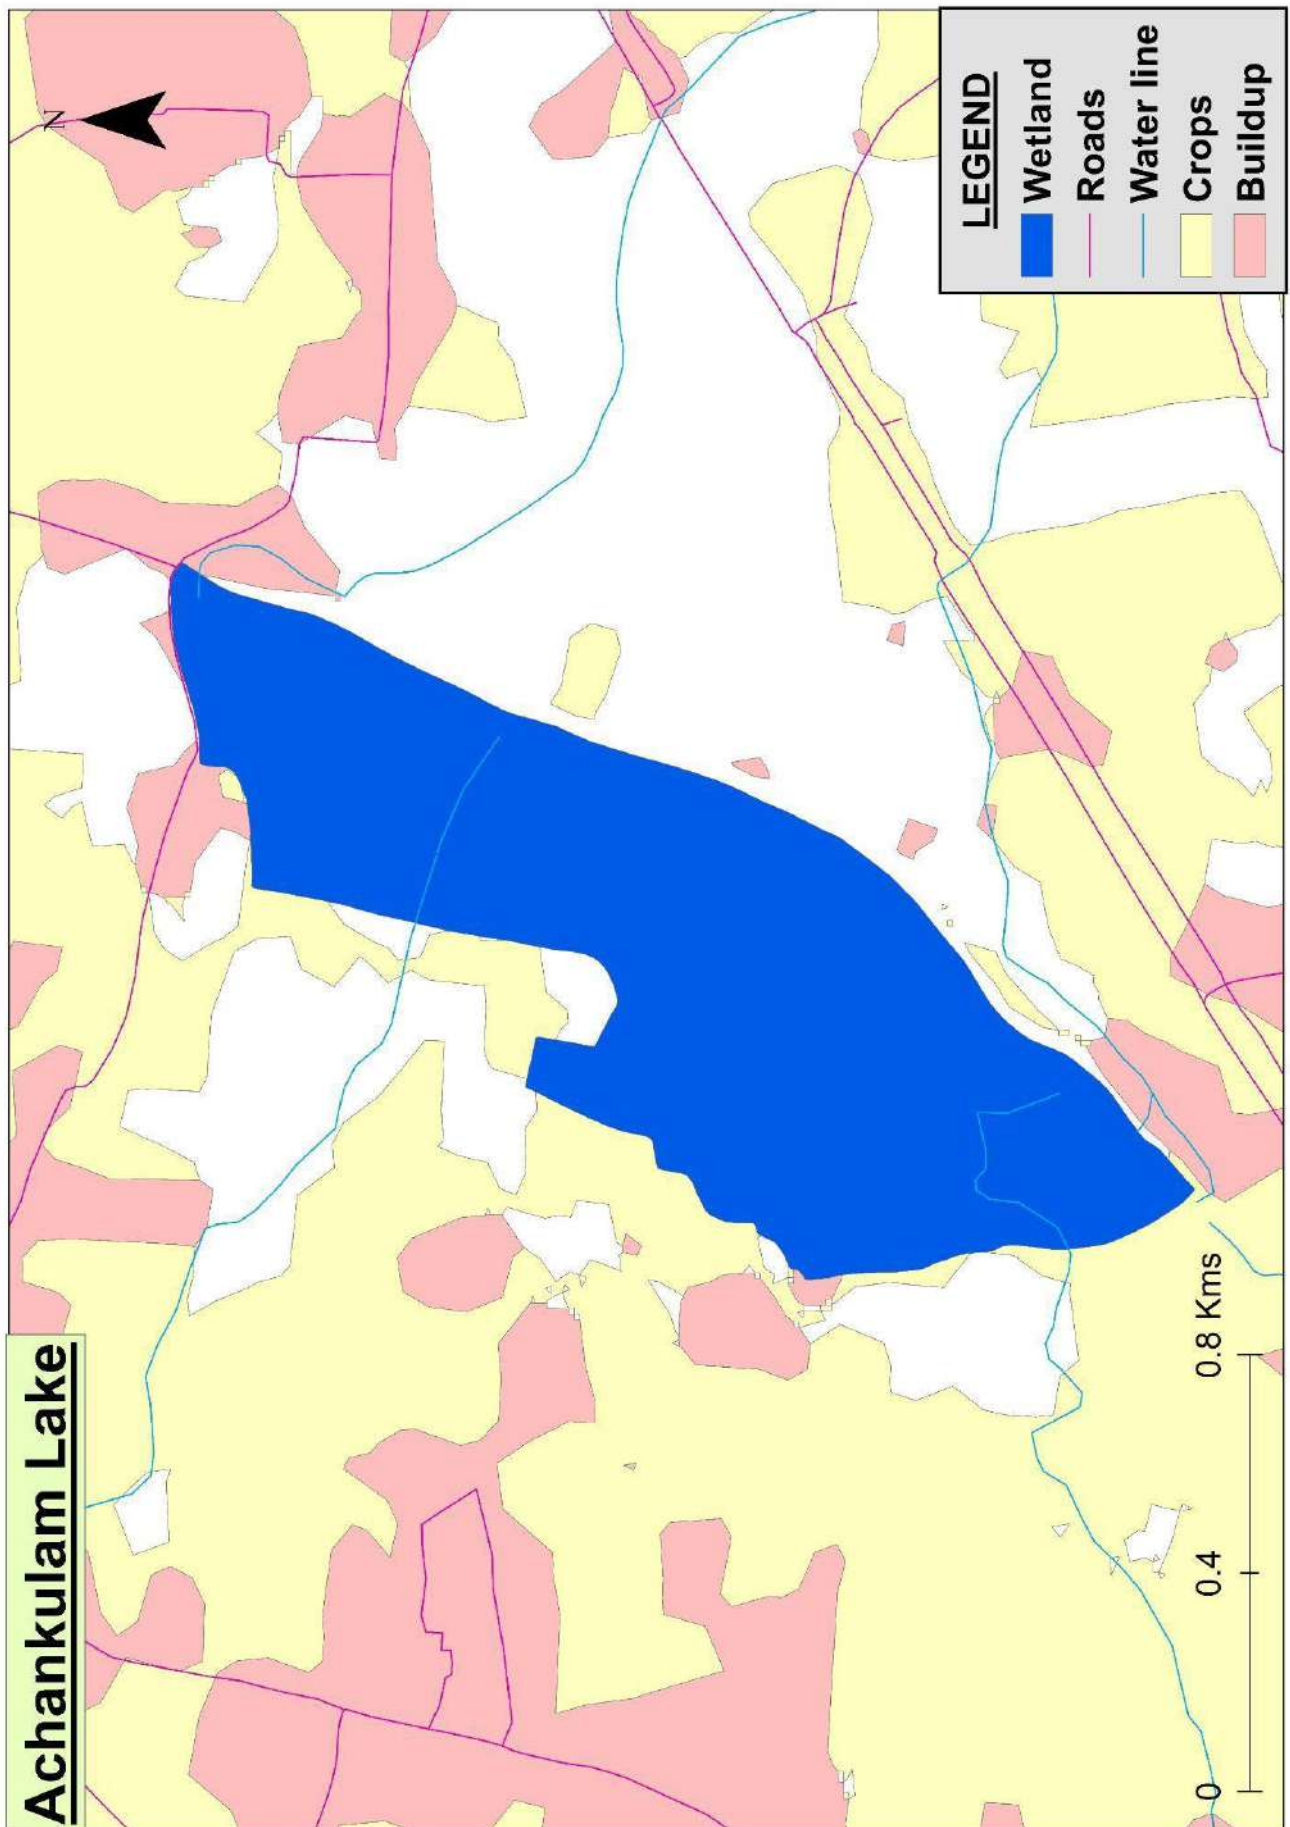 Achankulam Lake
N
LEGEND
Wetland
Roads
Water line
Crops
Buildup
0 0.4 0.8 Kms